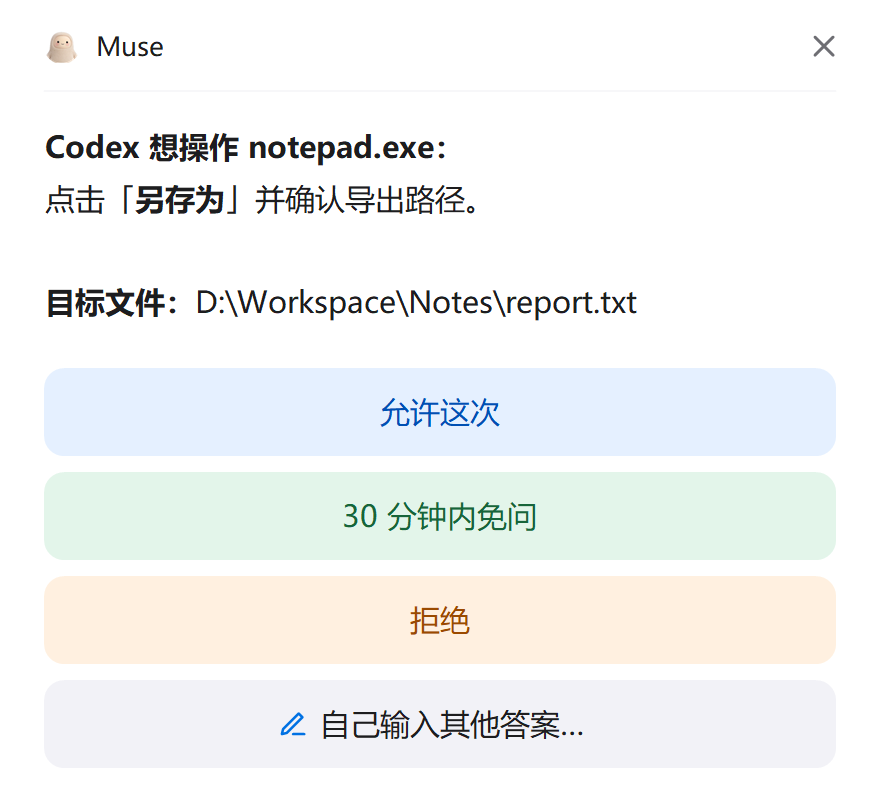 Muse
Codex 想操作 notepad.exe：
点击「另存为」并确认导出路径。
目标文件：D:\Workspace\Notes\report.txt
允许这次
30 分钟内免问
拒绝
自己输入其他答案...